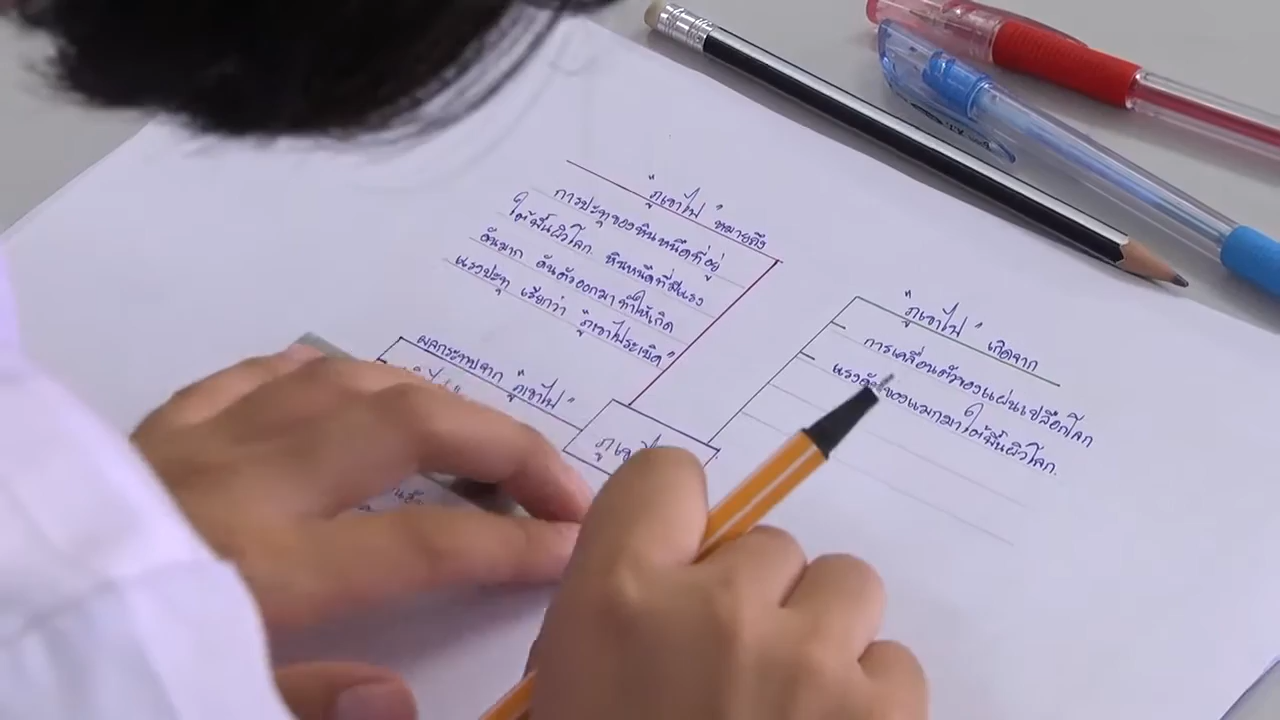 "ภูเขาไฟ" หมายถึง
การปะทุของหินหนืดที่อยู่
ใต้พื้นผิวโลก. หินหนืดที่มีแรง
ดันมาก ดันตัวออกมา ทำให้เกิด
แรงปะทุ เรียกว่า "ภูเขาไฟระเบิด"
"ภูเขาไฟ" เกิดจาก
การเคลื่อนตัวของแผ่นเปลือกโลก
แรงดันของแมกมาใต้พื้นผิวโลก.
ผลกระทบจาก "ภูเขาไฟ"